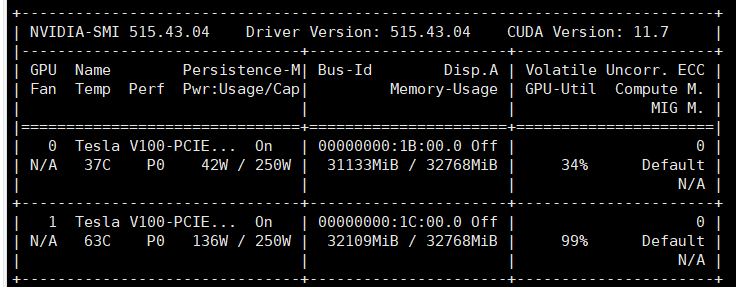 +-----------------------------------------------------------------------------+
| NVIDIA-SMI 515.43.04    Driver Version: 515.43.04    CUDA Version: 11.7     |
|-------------------------------+----------------------+----------------------+
| GPU  Name        Persistence-M| Bus-Id        Disp.A | Volatile Uncorr. ECC |
| Fan  Temp  Perf  Pwr:Usage/Cap|         Memory-Usage | GPU-Util  Compute M. |
|                               |                      |               MIG M. |
|===============================+======================+======================|
|   0  Tesla V100-PCIE...  On   | 00000000:1B:00.0 Off |                    0 |
| N/A   37C    P0    42W / 250W |  31133MiB / 32768MiB |     34%      Default |
|                               |                      |                  N/A |
+-------------------------------+----------------------+----------------------+
|   1  Tesla V100-PCIE...  On   | 00000000:1C:00.0 Off |                    0 |
| N/A   63C    P0   136W / 250W |  32109MiB / 32768MiB |     99%      Default |
|                               |                      |                  N/A |
+-------------------------------+----------------------+----------------------+